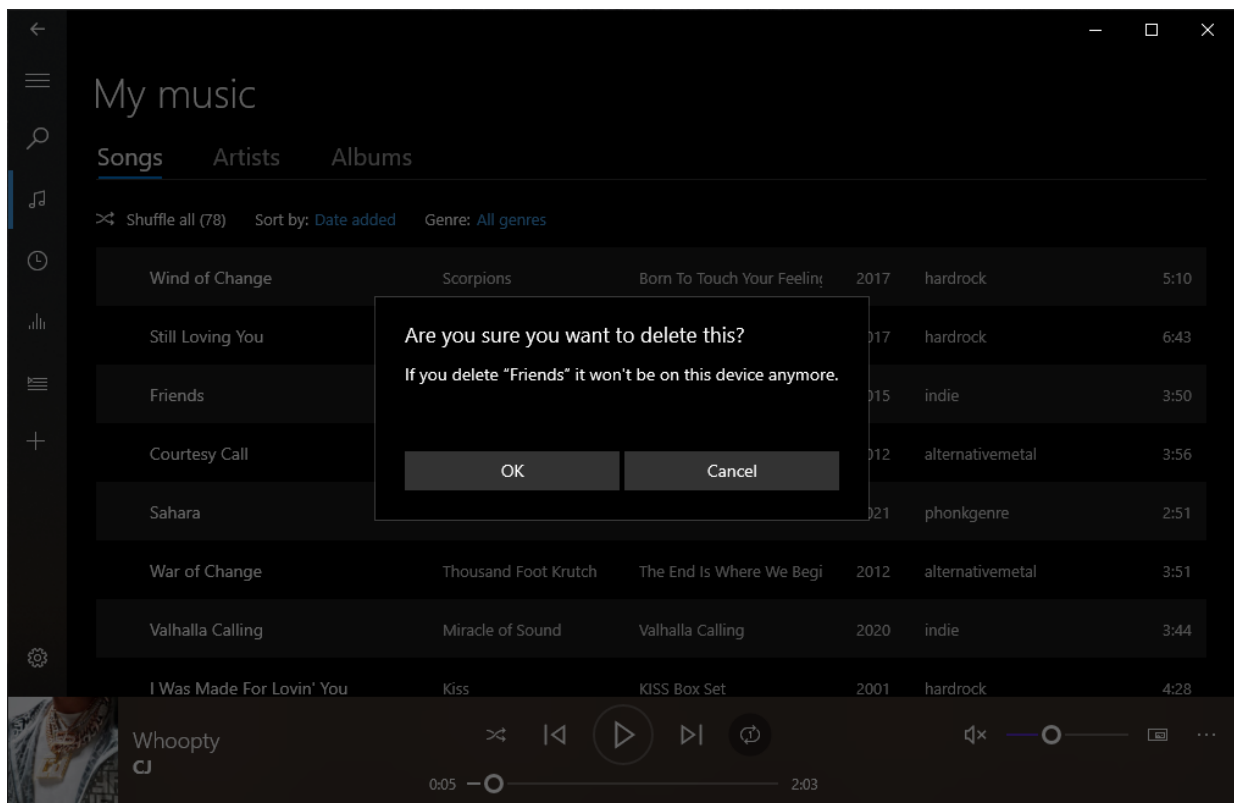 My music
Songs Artists Albums
Shuffle all (78) Sort by: Date added Genre: All genres
Wind of Change Scorpions Born To Touch Your Feeling 2017 hardrock 5:10
Still Loving You 017 hardrock 6:43
Friends 015 indie 3:50
Courtesy Call 012 alternativemetal 3:56
Sahara 021 phonkgenre 2:51
War of Change Thousand Foot Krutch The End Is Where We Begi 2012 alternativemetal 3:51
Valhalla Calling Miracle of Sound Valhalla Calling 2020 indie 3:44
I Was Made For Lovin' You Kiss KISS Box Set 2001 hardrock 4:28
Are you sure you want to delete this?
If you delete “Friends” it won't be on this device anymore.
OK Cancel
Whoopty
CJ
0:05 2:03